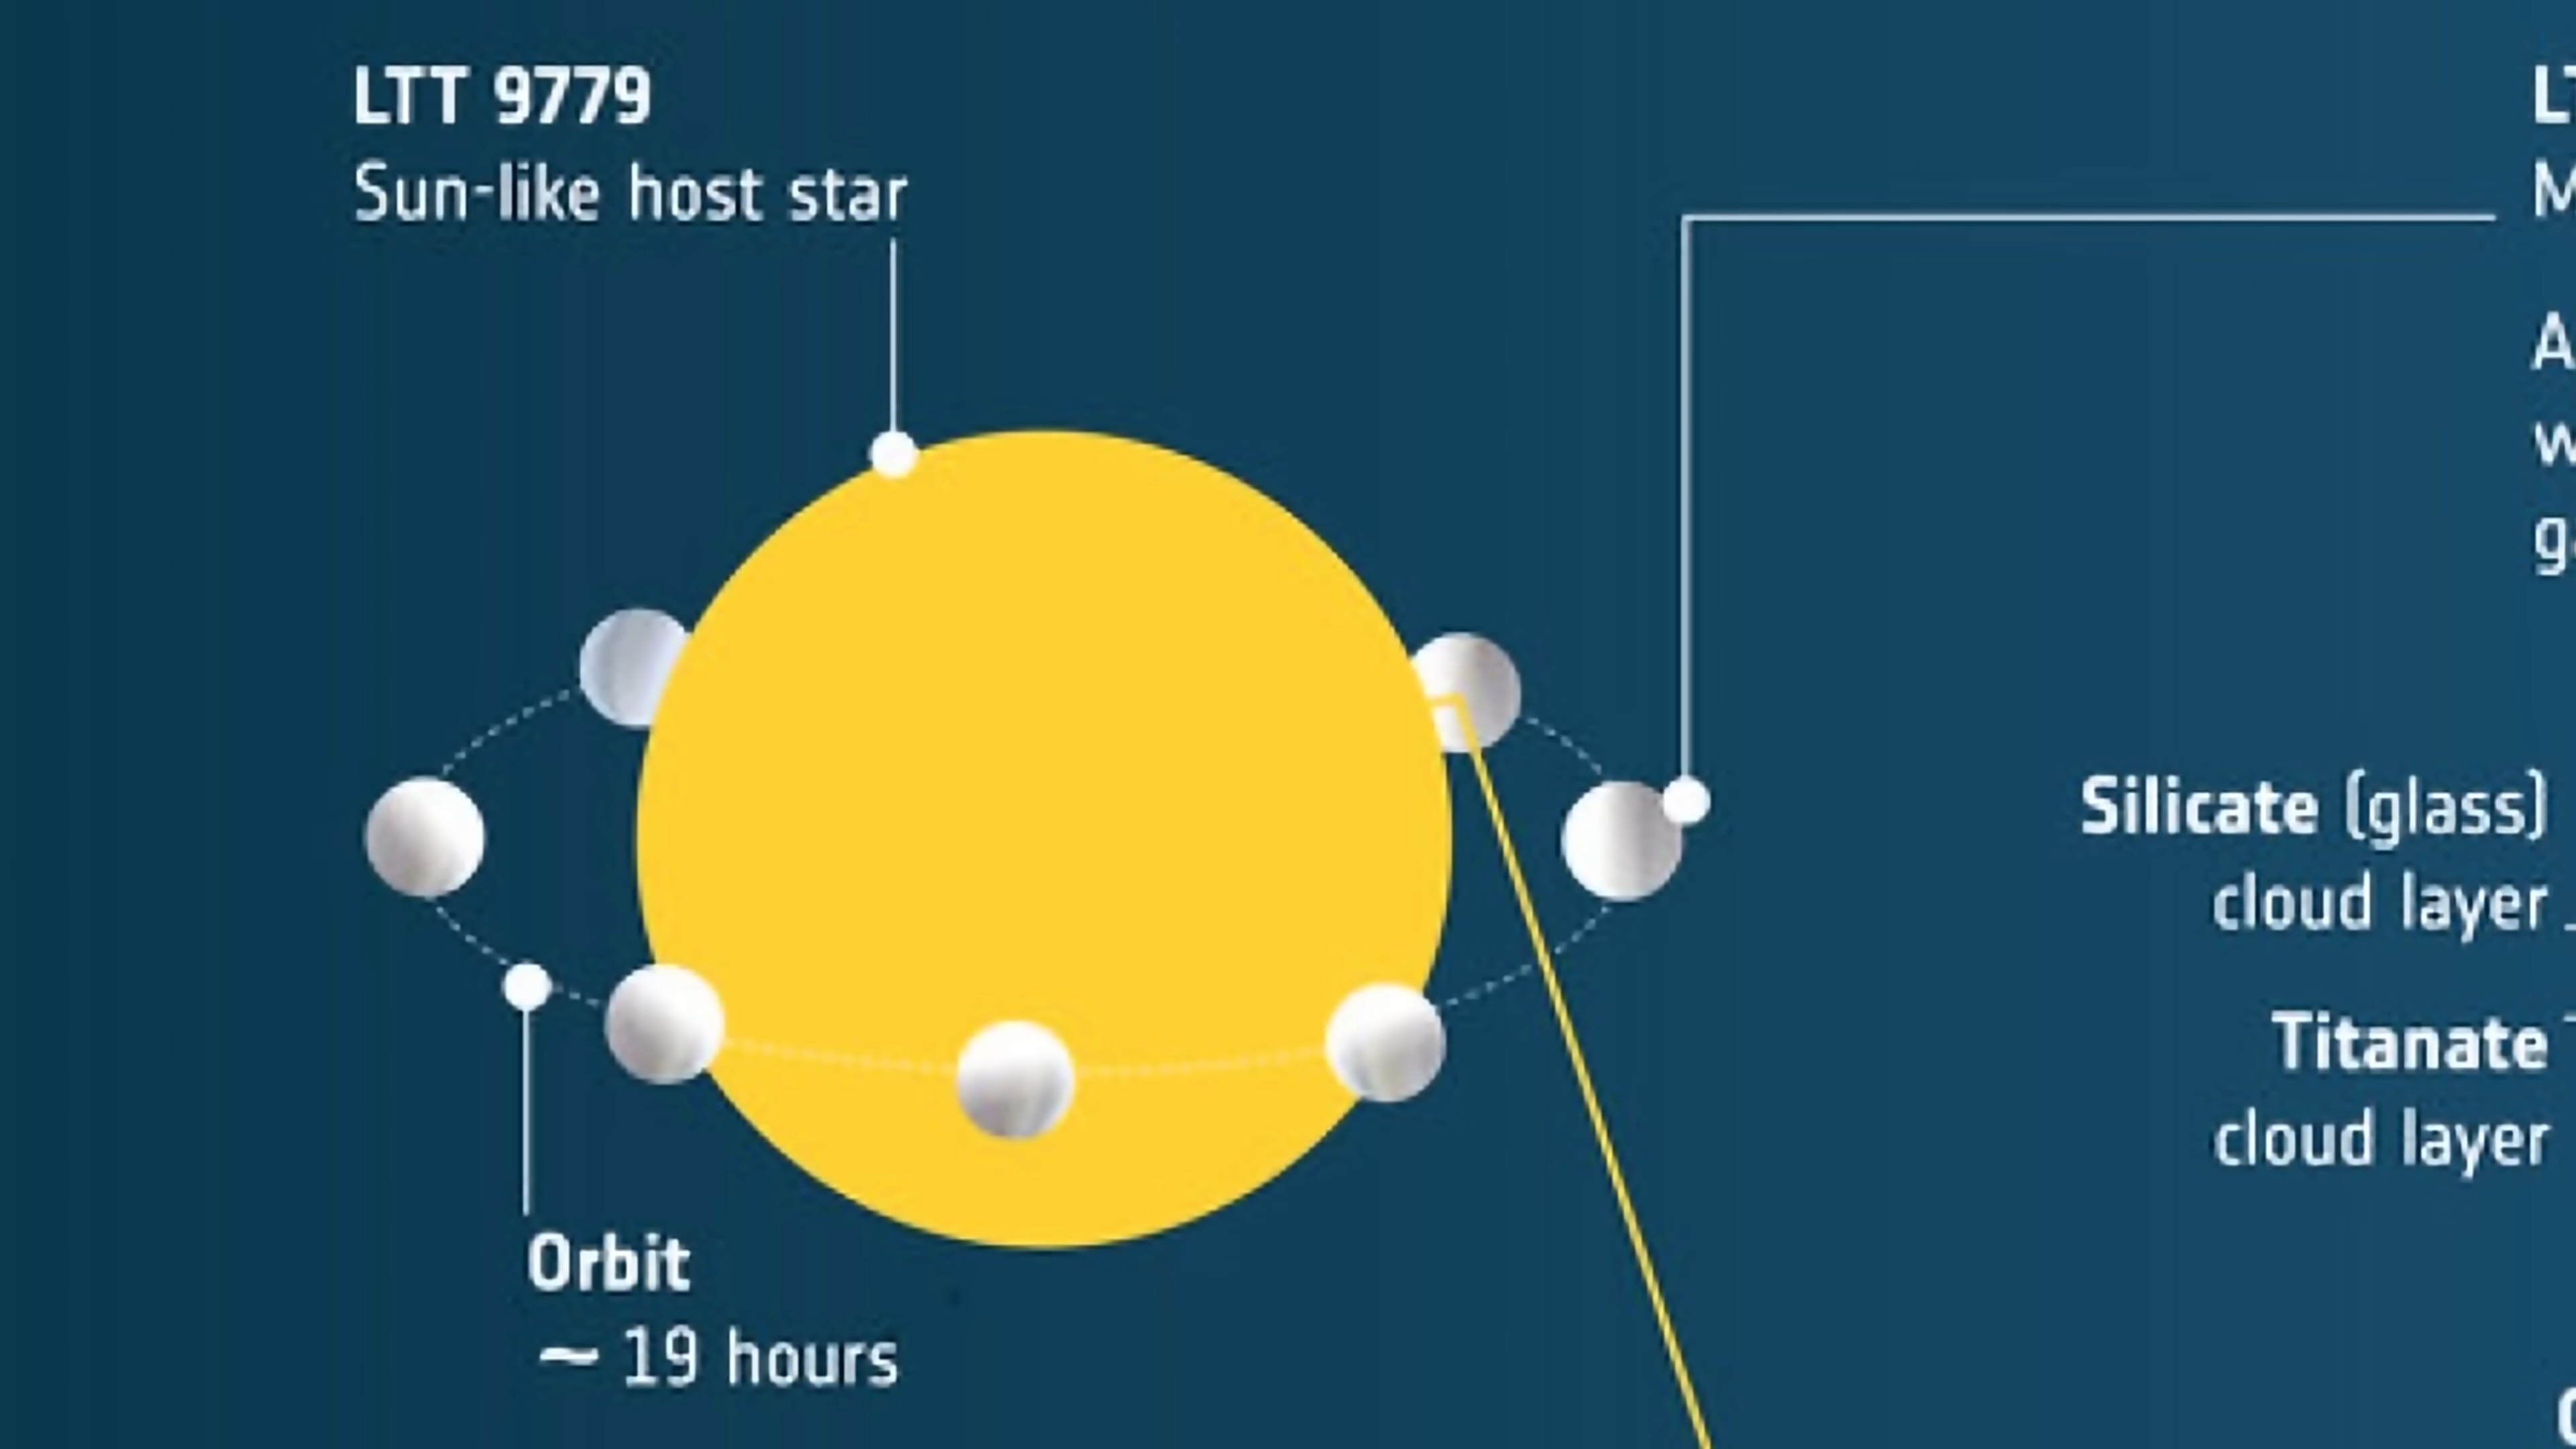 LTT 9779
Sun-like host star
Silicate (glass)
cloud layer
Titanate
cloud layer
Orbit
~ 19 hours